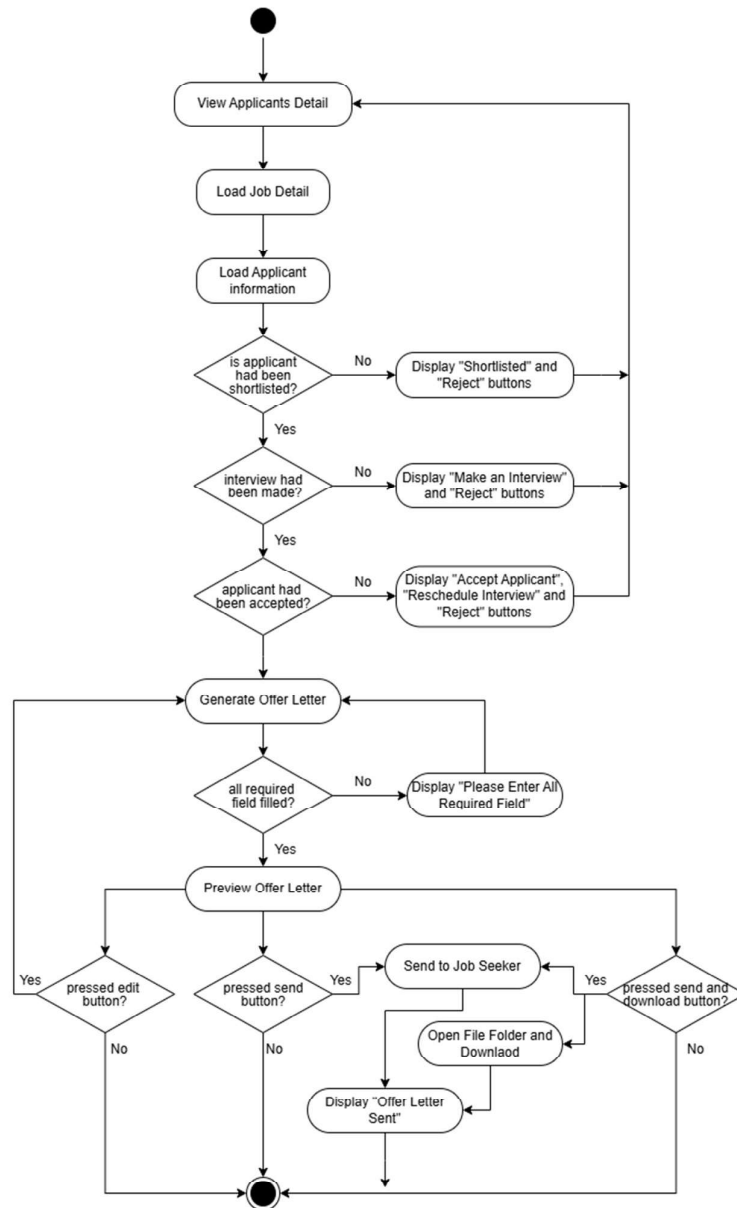 View Applicants Detail
Load Job Detail
Load Applicant
information
is applicant
had been
shortlisted?
No
Display "Shortlisted" and
"Reject" buttons
Yes
interview had
been made?
No
Display "Make an Interview"
and "Reject" buttons
Yes
applicant had
been accepted?
No
Display "Accept Applicant",
"Reschedule Interview" and
"Reject" buttons
Generate Offer Letter
all required
field filled?
No
Display "Please Enter All
Required Field"
Yes
Preview Offer Letter
Yes
pressed edit
button?
No
pressed send
button?
Yes
No
Send to Job Seeker
Yes
pressed send and
download button?
No
Open File Folder and
Downlaod
Display "Offer Letter
Sent"